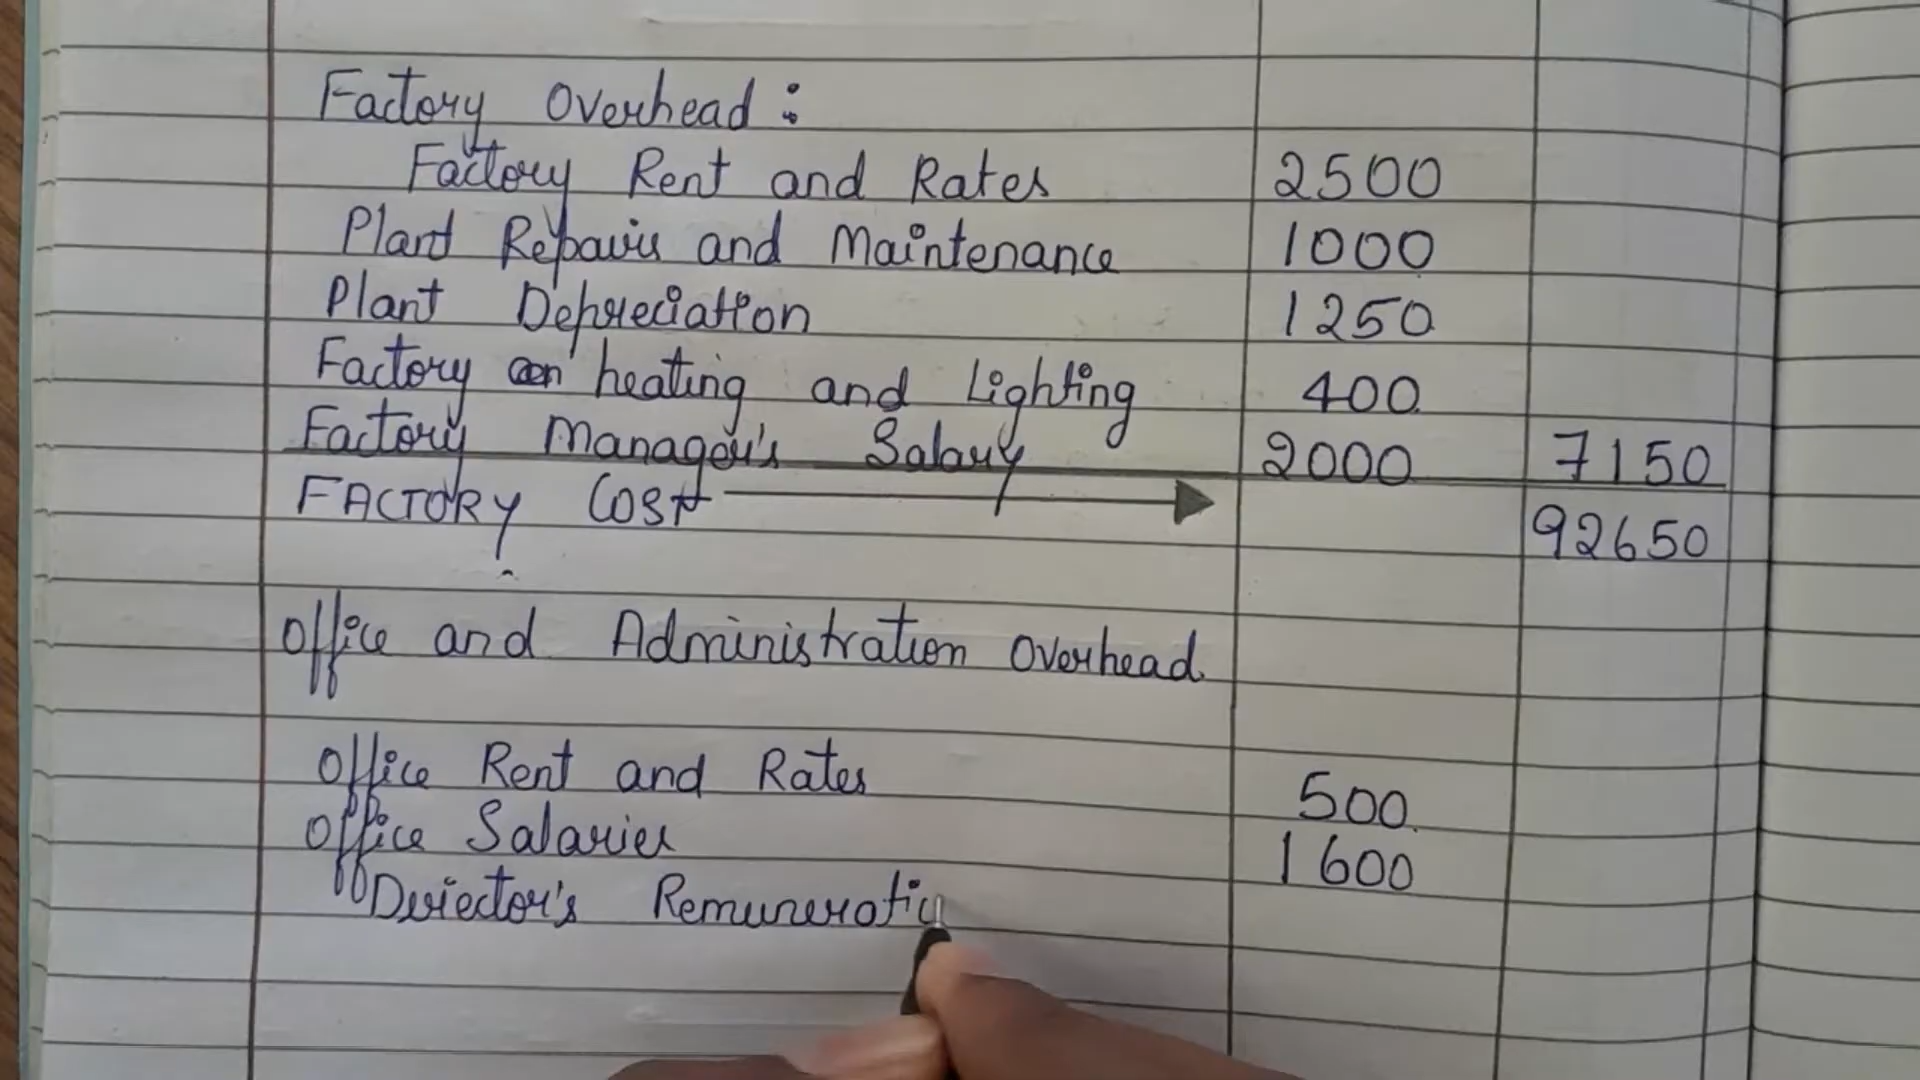 Factory Overhead :
Factory Rent and Rates 2500
Plant Repairs and Maintenance 1000
Plant Depreciation 1250
Factory heating and Lighting 400
Factory Manager's Salary 2000 7150
FACTORY COST 92650
Office and Administration Overhead.
Office Rent and Rates 500
Office Salaries 1600
Director's Remuneratio